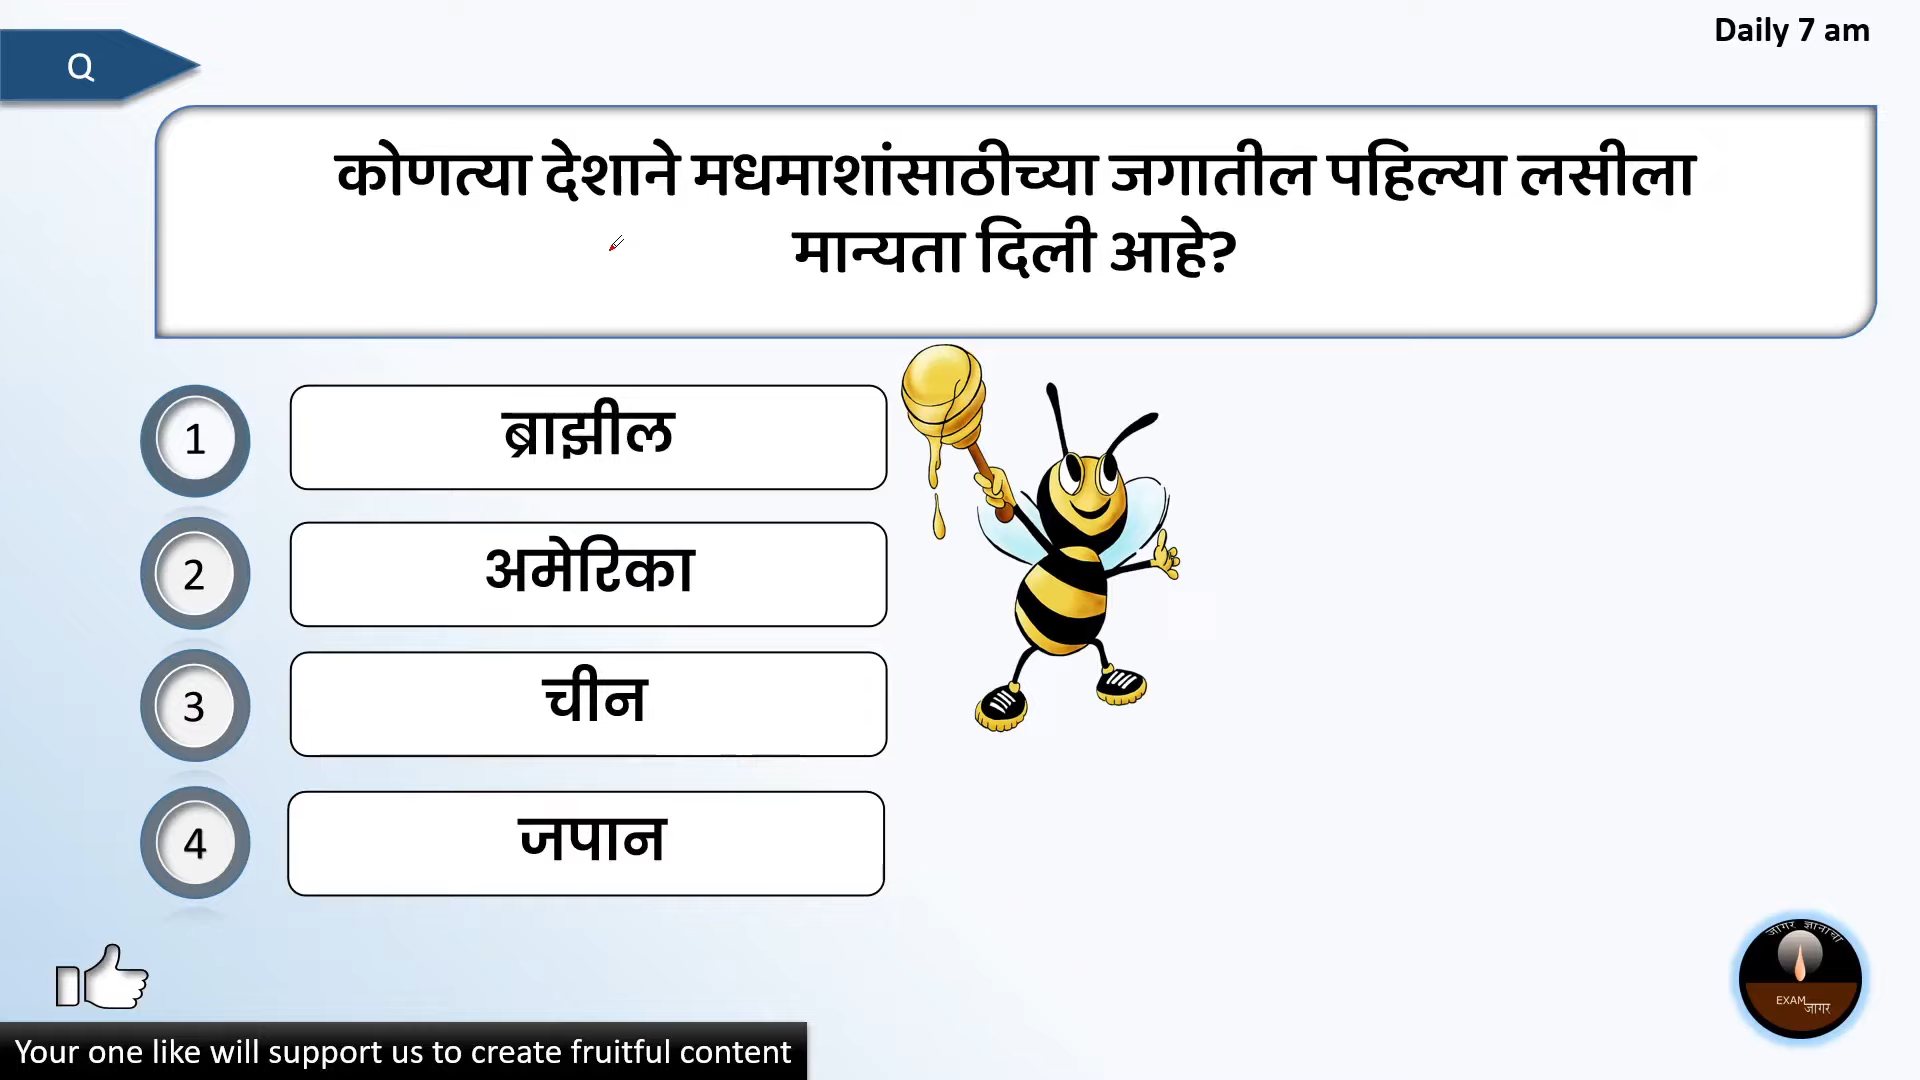 Daily 7 am
Q
कोणत्या देशाने मधमाशांसाठीच्या जगातील पहिल्या लसीला
मान्यता दिली आहे?
1
ब्राझील
2
अमेरिका
3
चीन
4
जपान
जागर ज्ञानाचा
EXAM
जागर
Your one like will support us to create fruitful content